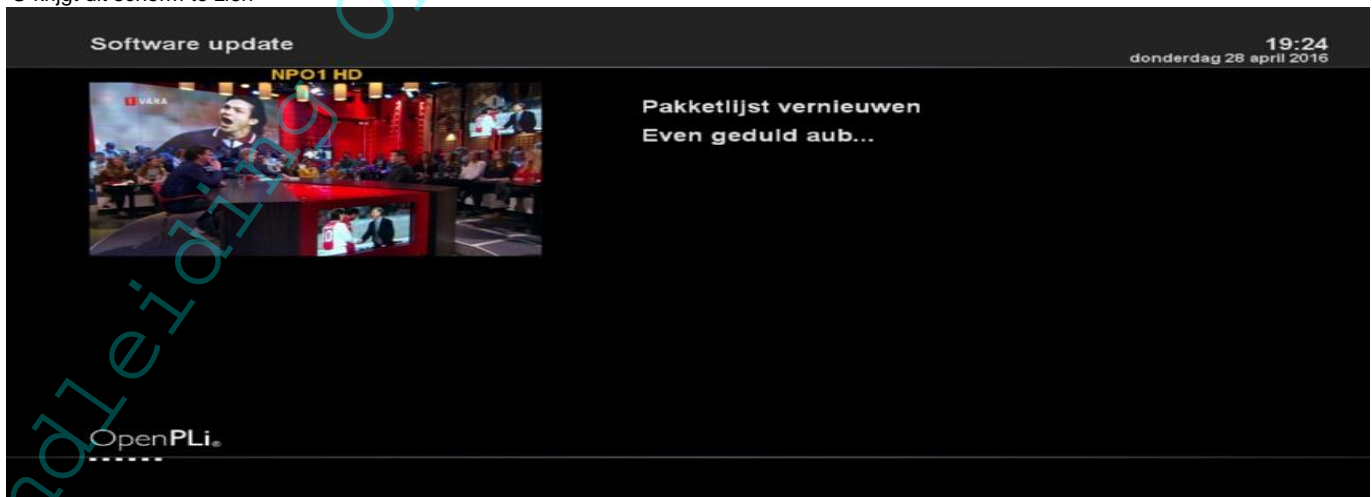 Software update
19:24
donderdag 28 april 2016
NPO1 HD
VARA
Pakketlijst vernieuwen
Even geduld aub...
OpenPLi®